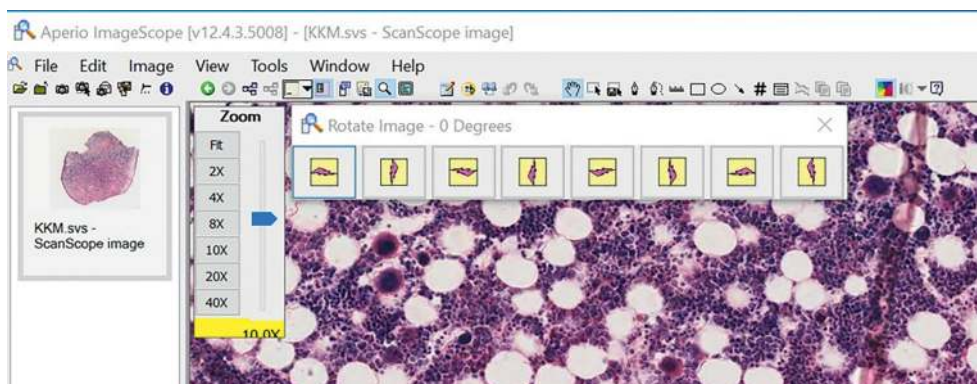 Aperio ImageScope [v12.4.3.5008] - [KKM.svs - ScanScope image]
File Edit Image View Tools Window Help
Zoom
Rotate Image - 0 Degrees
Fit
2X
4X
8X
10X
20X
40X
10.0X
KKM.svs -
ScanScope image